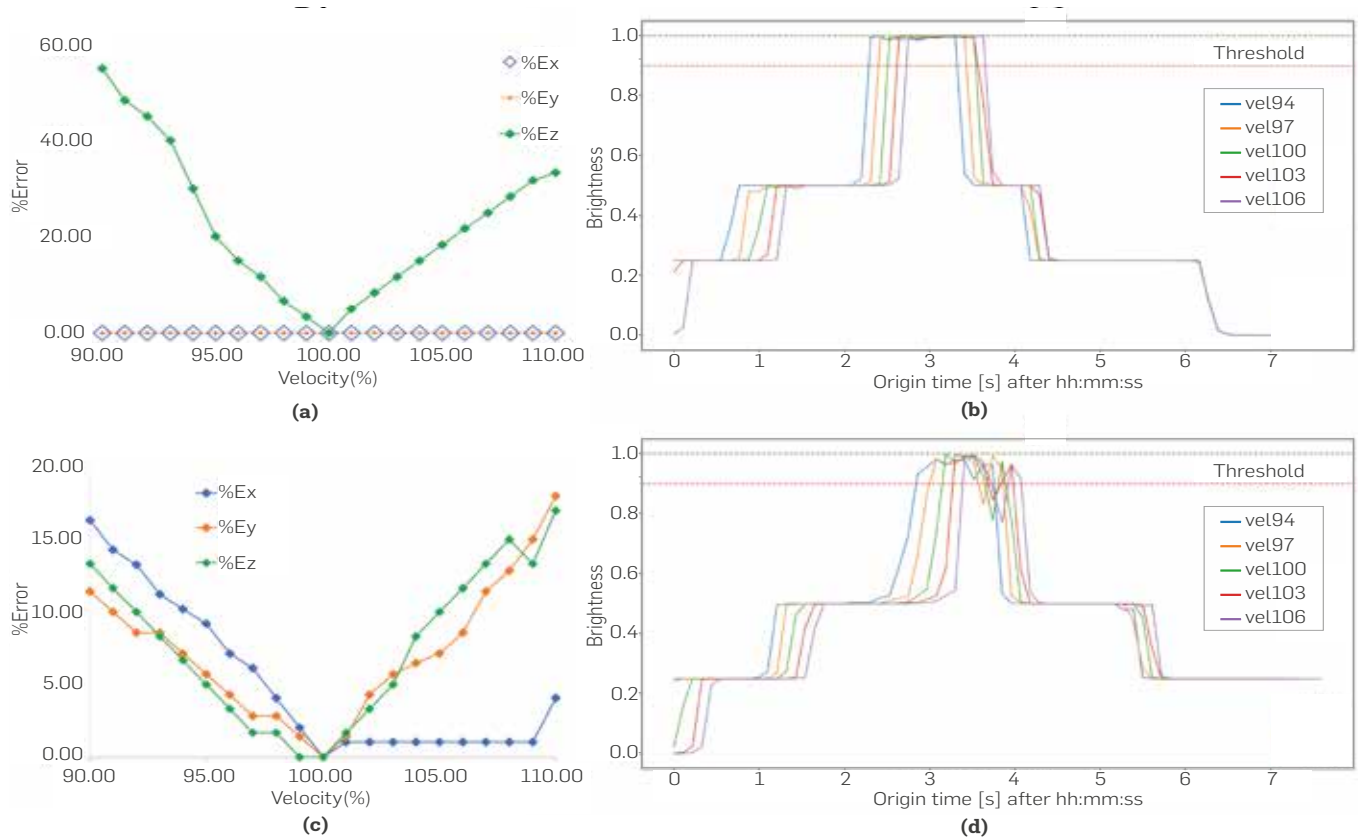 60.00
40.00
20.00
0.00
%Error
90.00 95.00 100.00 105.00 110.00
Velocity(%)
%Ex
%Ey
%Ez
(a)
1.0
0.8
0.6
0.4
0.2
0.0
Brightness
Threshold
vel94
vel97
vel100
vel103
vel106
0 1 2 3 4 5 6 7
Origin time [s] after hh:mm:ss
(b)
20.00
15.00
10.00
5.00
0.00
%Error
%Ex
%Ey
%Ez
90.00 95.00 100.00 105.00 110.00
Velocity(%)
(c)
1.0
0.8
0.6
0.4
0.2
0.0
Brightness
Threshold
vel94
vel97
vel100
vel103
vel106
0 1 2 3 4 5 6 7
Origin time [s] after hh:mm:ss
(d)